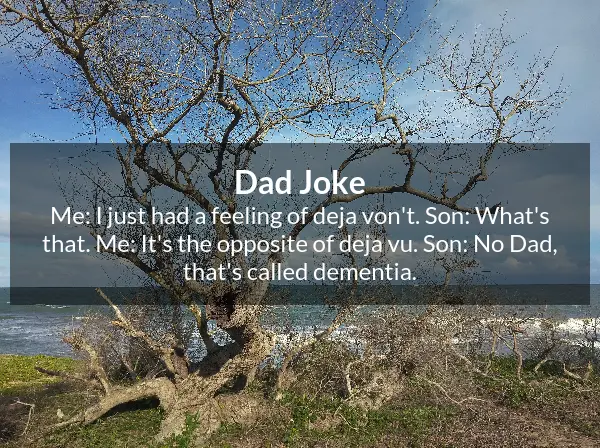 Dad Joke
Me: I just had a feeling of deja von't. Son: What's
that. Me: It's the opposite of deja vu. Son: No Dad,
that's called dementia.